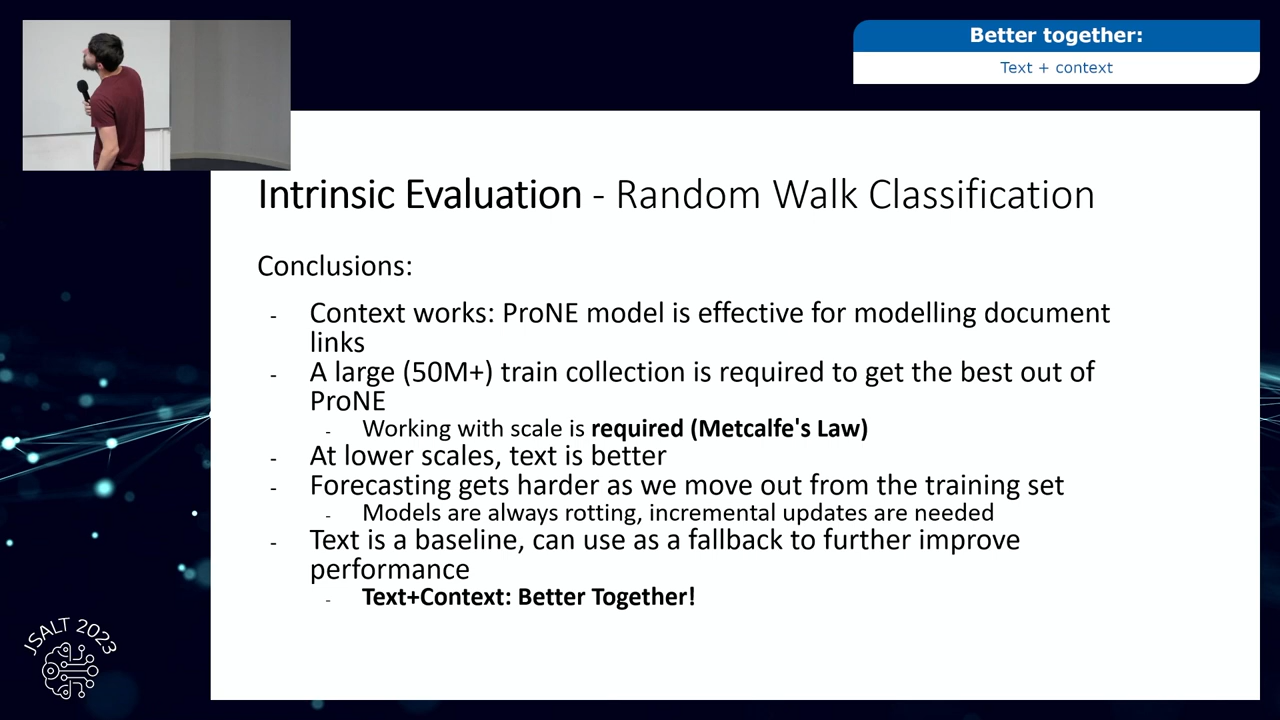 Better together:
Text + context
Intrinsic Evaluation - Random Walk Classification
Conclusions:
- Context works: ProNE model is effective for modelling document
links
- A large (50M+) train collection is required to get the best out of
ProNE
- Working with scale is required (Metcalfe's Law)
- At lower scales, text is better
- Forecasting gets harder as we move out from the training set
- Models are always rotting, incremental updates are needed
- Text is a baseline, can use as a fallback to further improve
performance
- Text+Context: Better Together!
JSALT 2023